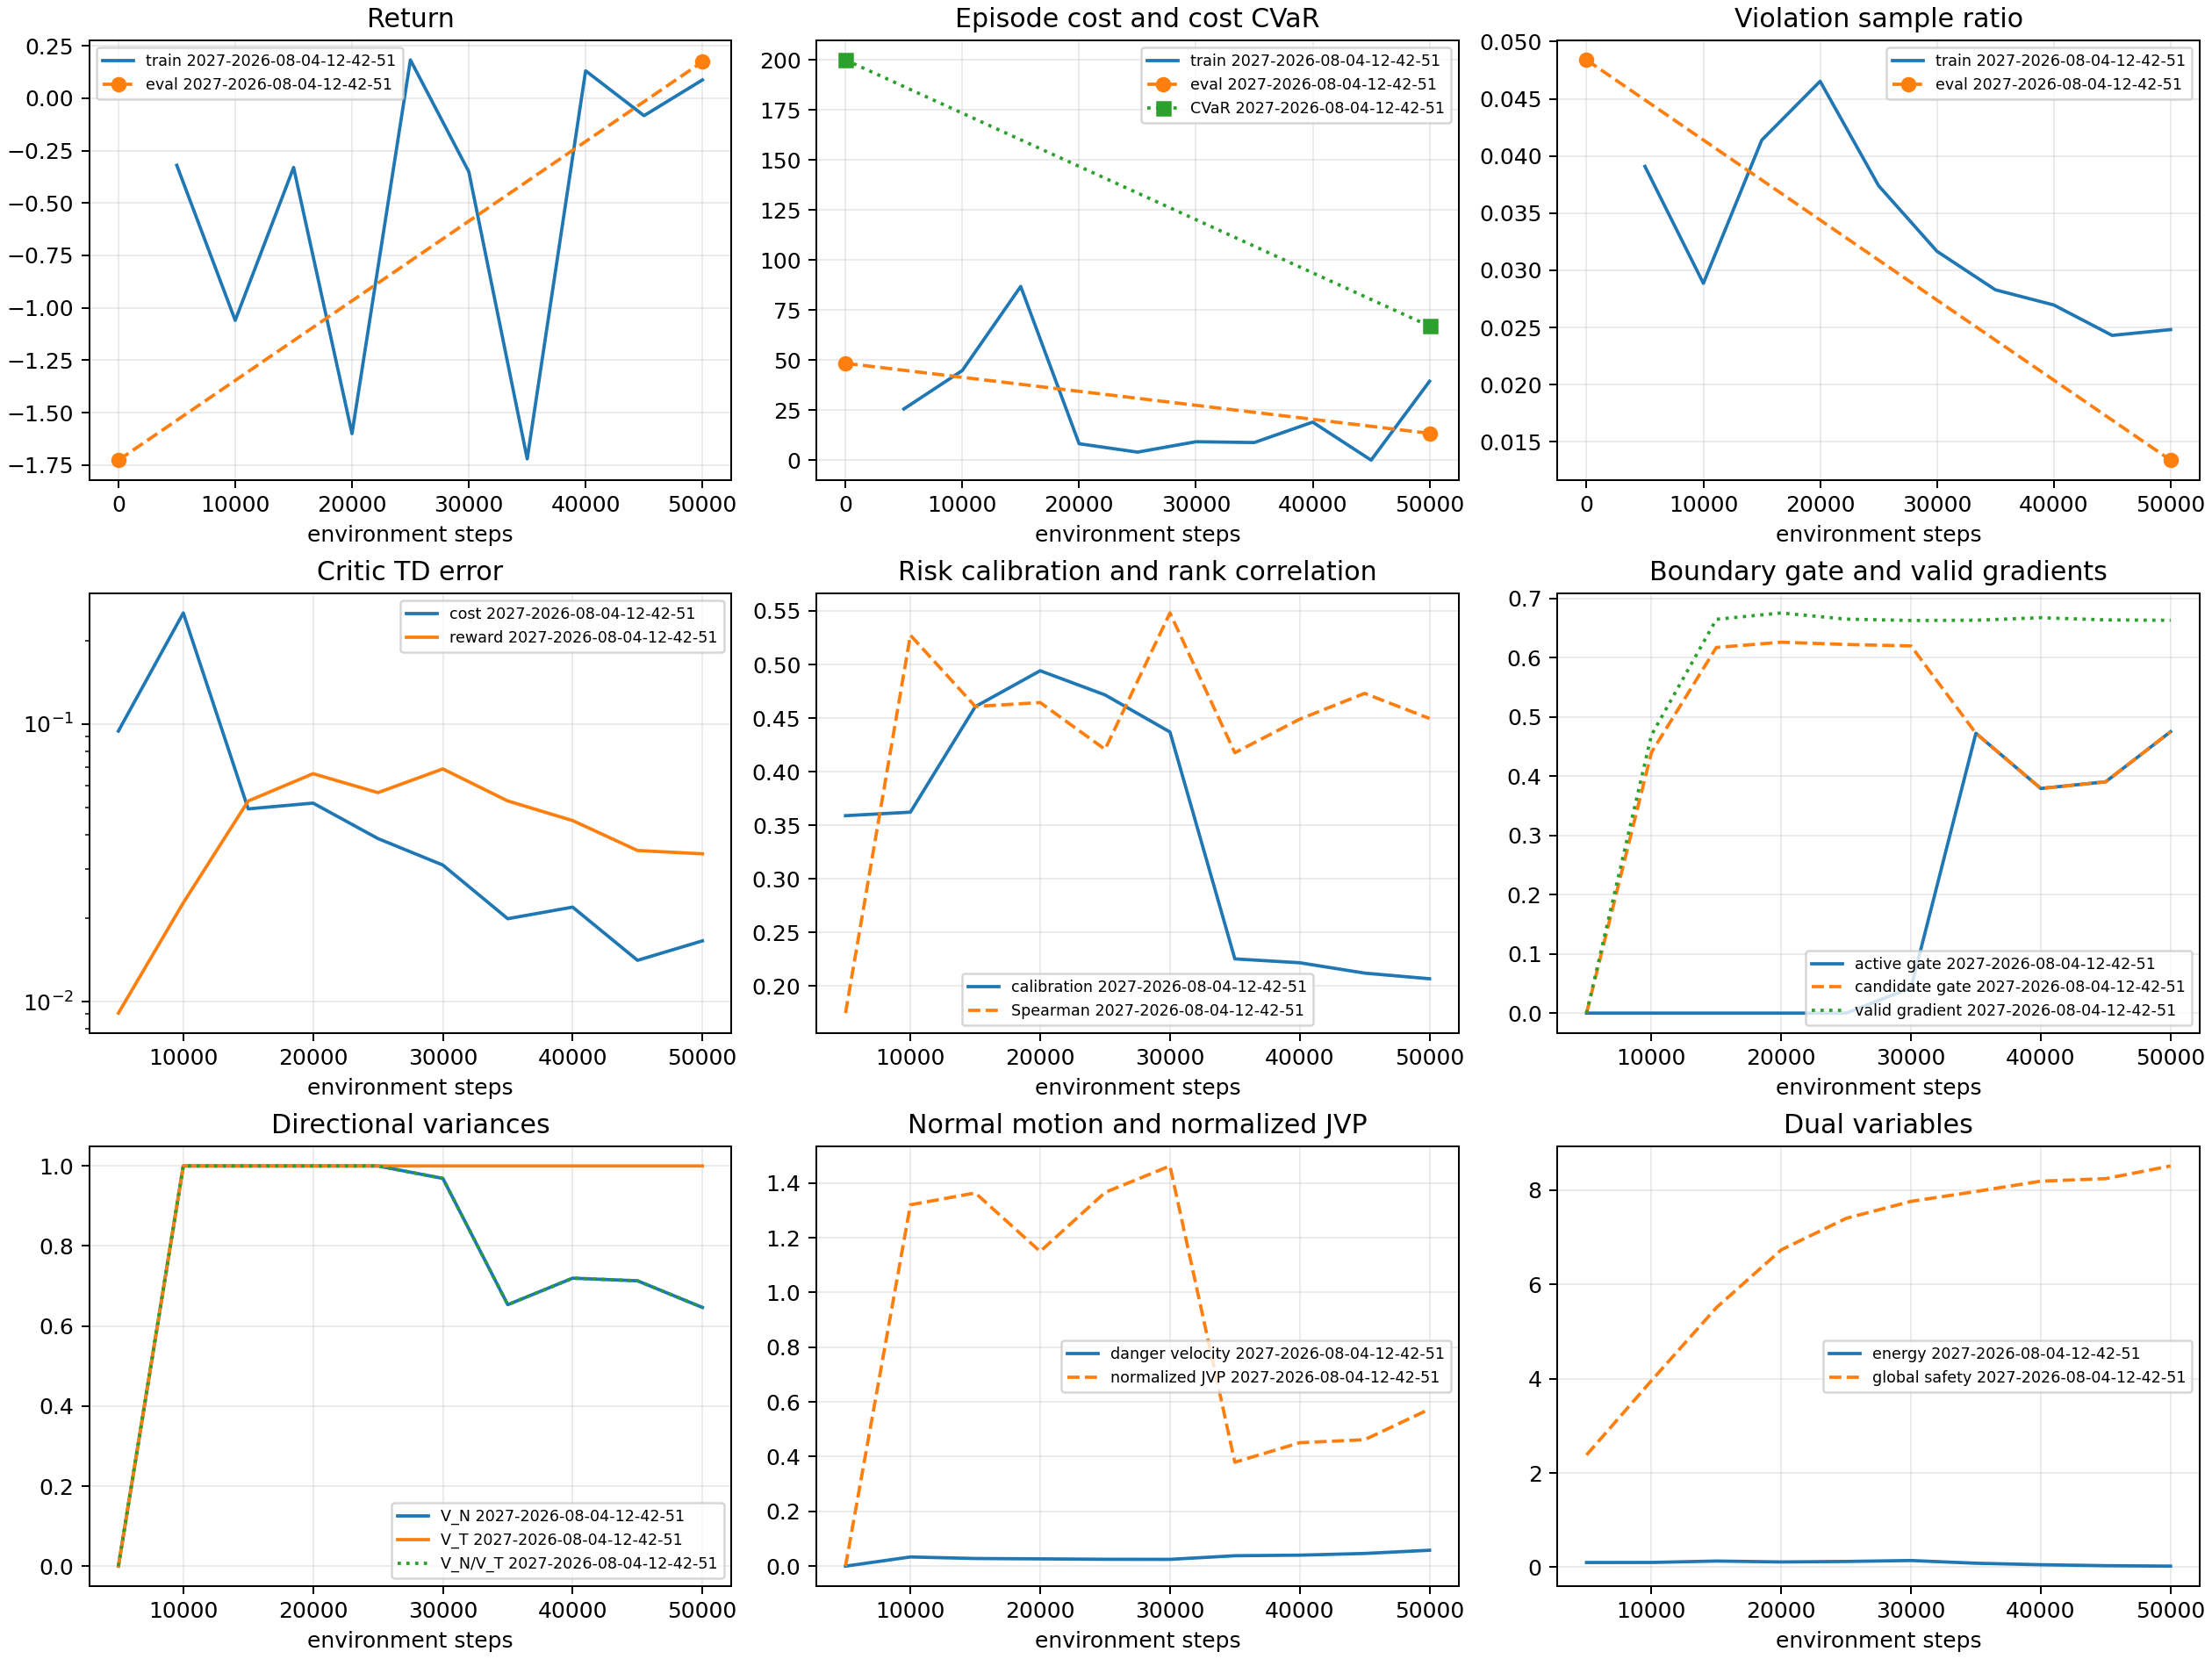 Return
0.25
0.00
−0.25
−0.50
−0.75
−1.00
−1.25
−1.50
−1.75
train 2027-2026-08-04-12-42-51
eval 2027-2026-08-04-12-42-51
0 10000 20000 30000 40000 50000
environment steps
Episode cost and cost CVaR
200
175
150
125
100
75
50
25
0
train 2027-2026-08-04-12-42-51
eval 2027-2026-08-04-12-42-51
CVaR 2027-2026-08-04-12-42-51
0 10000 20000 30000 40000 50000
environment steps
Violation sample ratio
0.050
0.045
0.040
0.035
0.030
0.025
0.020
0.015
train 2027-2026-08-04-12-42-51
eval 2027-2026-08-04-12-42-51
0 10000 20000 30000 40000 50000
environment steps
Critic TD error
10⁻¹
10⁻²
cost 2027-2026-08-04-12-42-51
reward 2027-2026-08-04-12-42-51
10000 20000 30000 40000 50000
environment steps
Risk calibration and rank correlation
0.55
0.50
0.45
0.40
0.35
0.30
0.25
0.20
calibration 2027-2026-08-04-12-42-51
Spearman 2027-2026-08-04-12-42-51
10000 20000 30000 40000 50000
environment steps
Boundary gate and valid gradients
0.7
0.6
0.5
0.4
0.3
0.2
0.1
0.0
active gate 2027-2026-08-04-12-42-51
candidate gate 2027-2026-08-04-12-42-51
valid gradient 2027-2026-08-04-12-42-51
10000 20000 30000 40000 50000
environment steps
Directional variances
1.0
0.8
0.6
0.4
0.2
0.0
V_N 2027-2026-08-04-12-42-51
V_T 2027-2026-08-04-12-42-51
V_N/V_T 2027-2026-08-04-12-42-51
10000 20000 30000 40000 50000
environment steps
Normal motion and normalized JVP
1.4
1.2
1.0
0.8
0.6
0.4
0.2
0.0
danger velocity 2027-2026-08-04-12-42-51
normalized JVP 2027-2026-08-04-12-42-51
10000 20000 30000 40000 50000
environment steps
Dual variables
8
6
4
2
0
energy 2027-2026-08-04-12-42-51
global safety 2027-2026-08-04-12-42-51
10000 20000 30000 40000 50000
environment steps